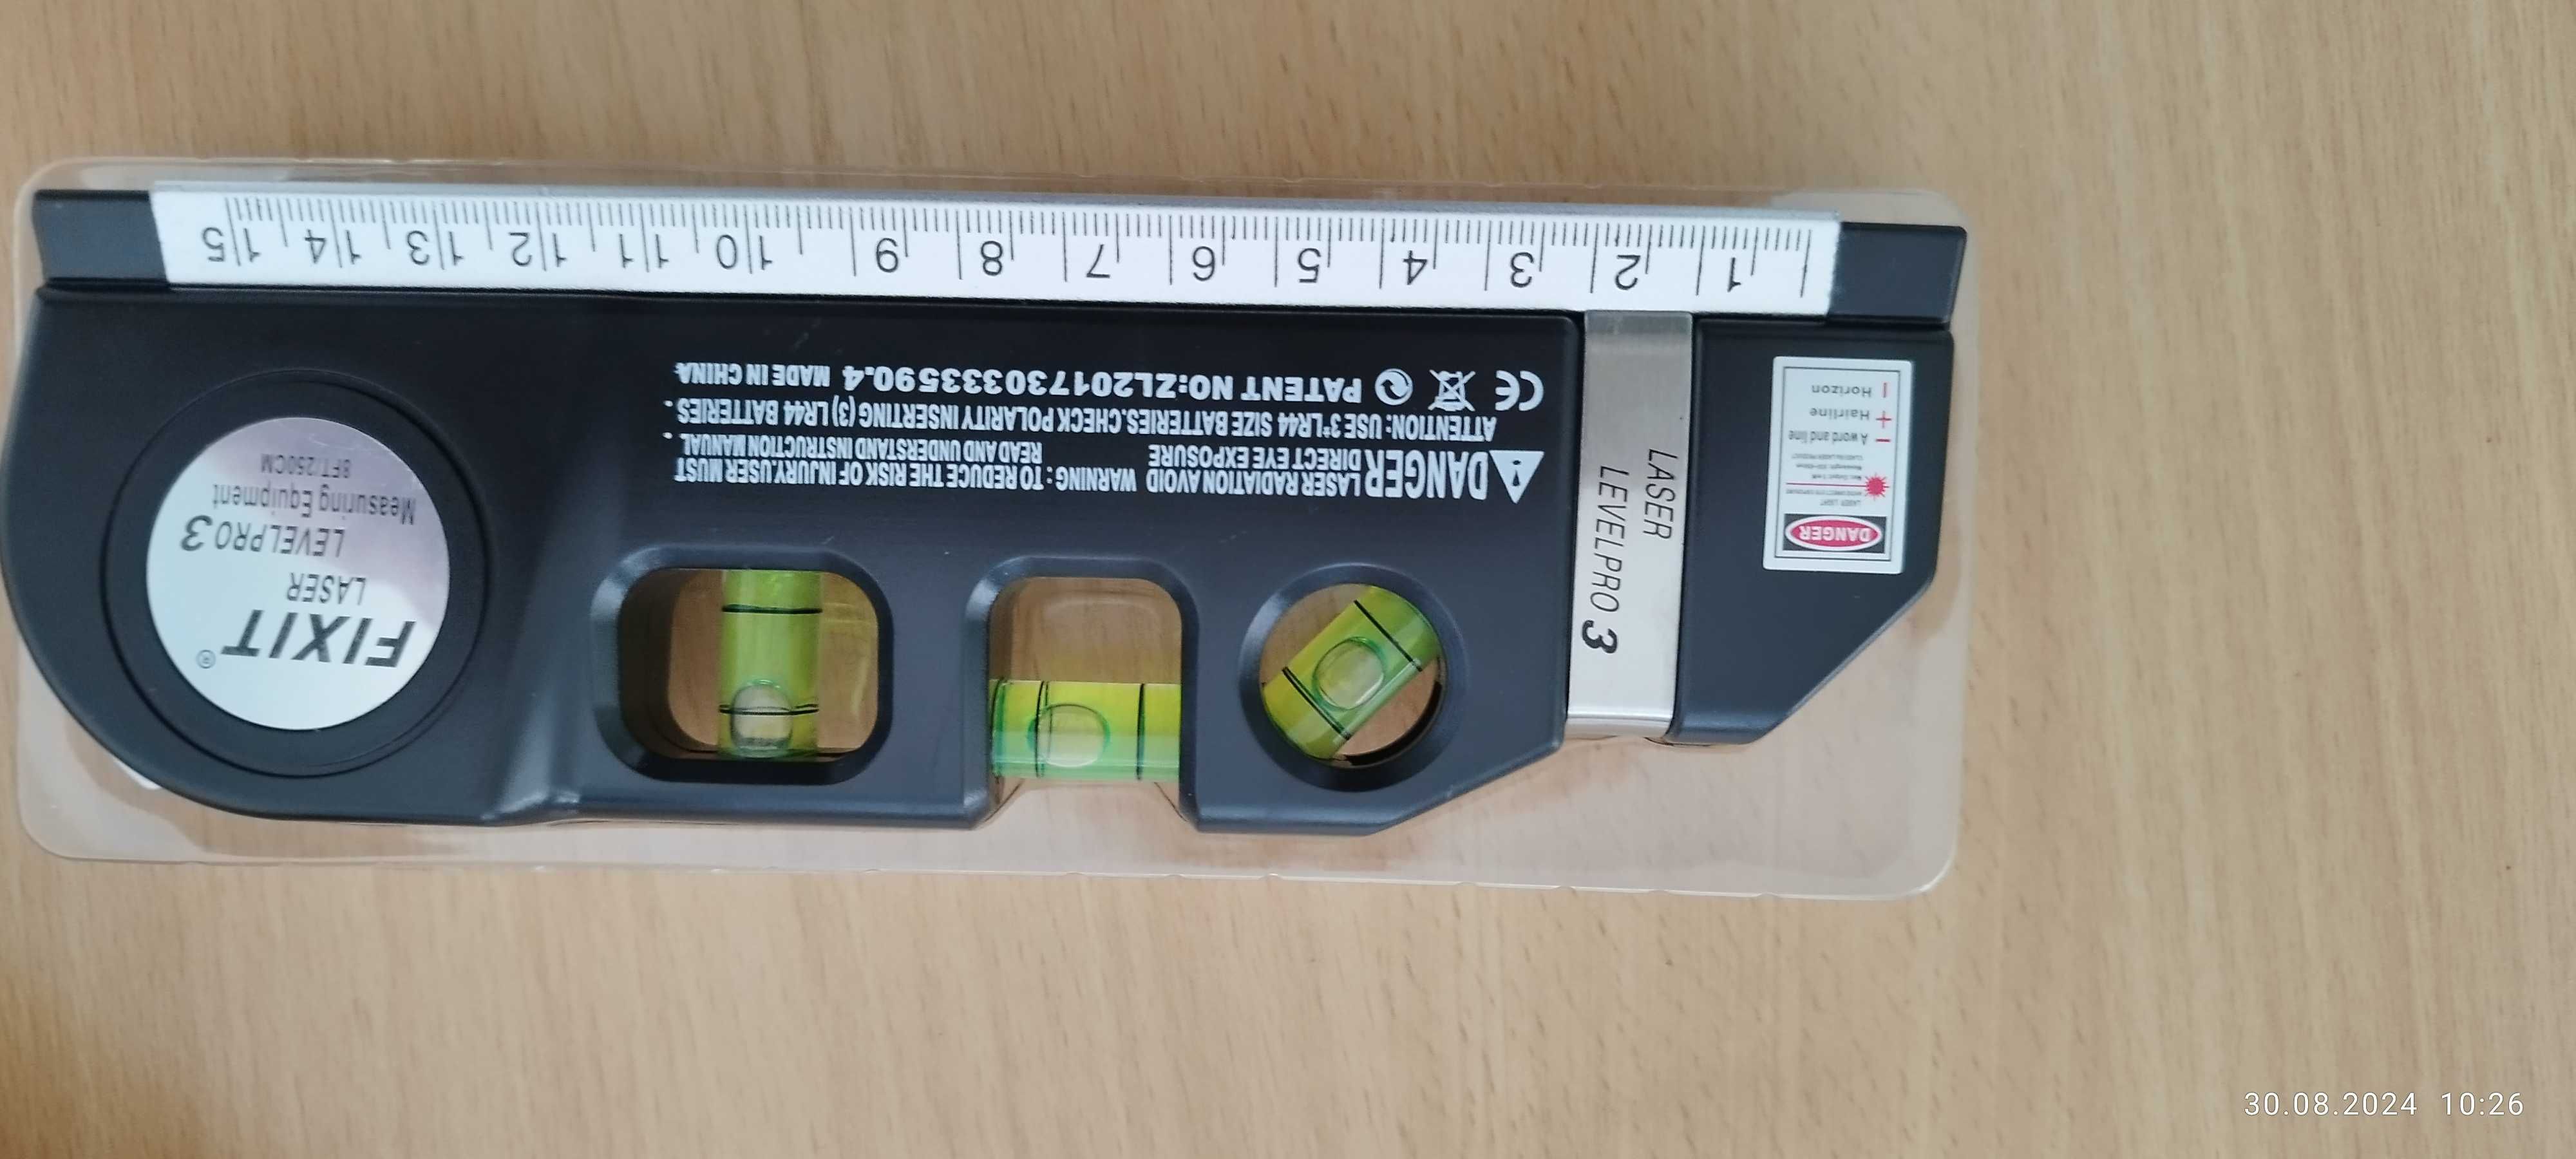 FIXIT®
LASER
LEVELPRO 3
Measuring Equipment
8FT/250CM
DANGER LASER RADIATION AVOID DIRECT EYE EXPOSURE
WARNING: TO REDUCE THE RISK OF INJURY.USER MUST
READ AND UNDERSTAND INSTRUCTION MANUAL.
ATTENTION: USE 3*LR44 SIZE BATTERIES.CHECK POLARITY INSERTING (3) LR44 BATTERIES.
CE PATENT NO:ZL201730333590.4 MADE IN CHINA
1 2 3 4 5 6 7 8 9 10 11 12 13 14 15
LASER
LEVELPRO 3
DANGER
LASER LIGHT
A word and line
Hairline
Horizon
30.08.2024 10:26